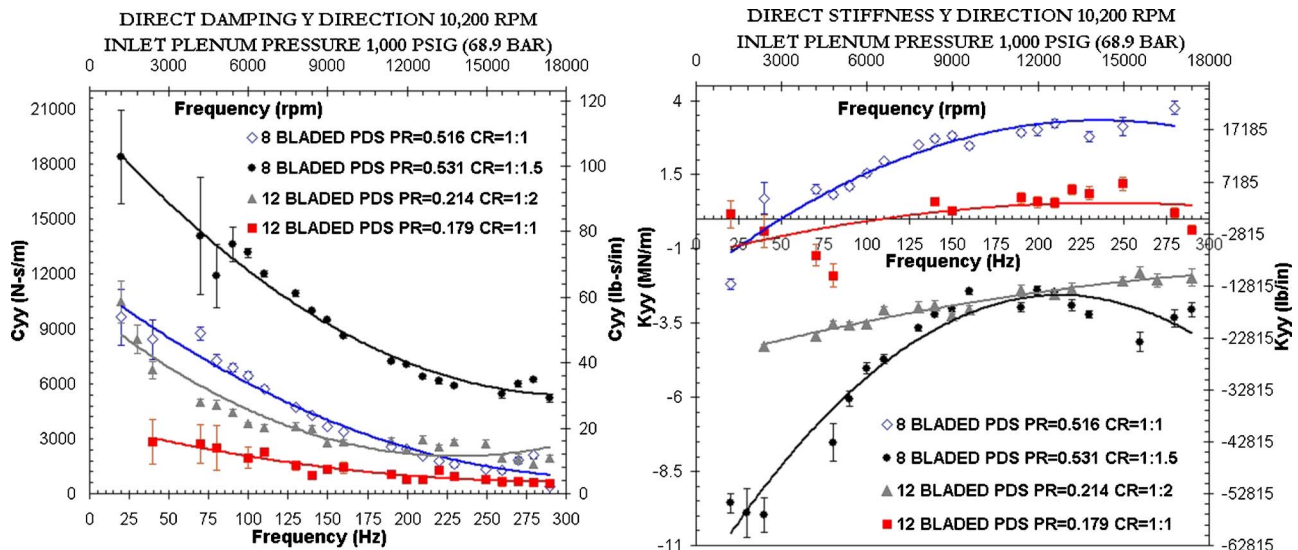 DIRECT DAMPING Y DIRECTION 10,200 RPM
INLET PLENUM PRESSURE 1,000 PSIG (68.9 BAR)
0 3000 6000 9000 12000 15000 18000
Frequency (rpm)
21000
18000
15000
12000
9000
6000
3000
0
Cyy (N-s/m)
120
100
80
60
40
20
0
Cyy (lb-s/in)
8 BLADED PDS PR=0.516 CR=1:1
8 BLADED PDS PR=0.531 CR=1:1.5
12 BLADED PDS PR=0.214 CR=1:2
12 BLADED PDS PR=0.179 CR=1:1
0 25 50 75 100 125 150 175 200 225 250 275 300
Frequency (Hz)
DIRECT STIFFNESS Y DIRECTION 10,200 RPM
INLET PLENUM PRESSURE 1,000 PSIG (68.9 BAR)
0 3000 6000 9000 12000 15000 18000
Frequency (rpm)
4
1.5
-1
-3.5
-6
-8.5
-11
Kyy (MN/m)
17185
7185
-2815
-12815
-22815
-32815
-42815
-52815
-62815
Kyy (lb/in)
0 25 50 75 100 125 150 175 200 225 250 275 300
Frequency (Hz)
8 BLADED PDS PR=0.516 CR=1:1
8 BLADED PDS PR=0.531 CR=1:1.5
12 BLADED PDS PR=0.214 CR=1:2
12 BLADED PDS PR=0.179 CR=1:1